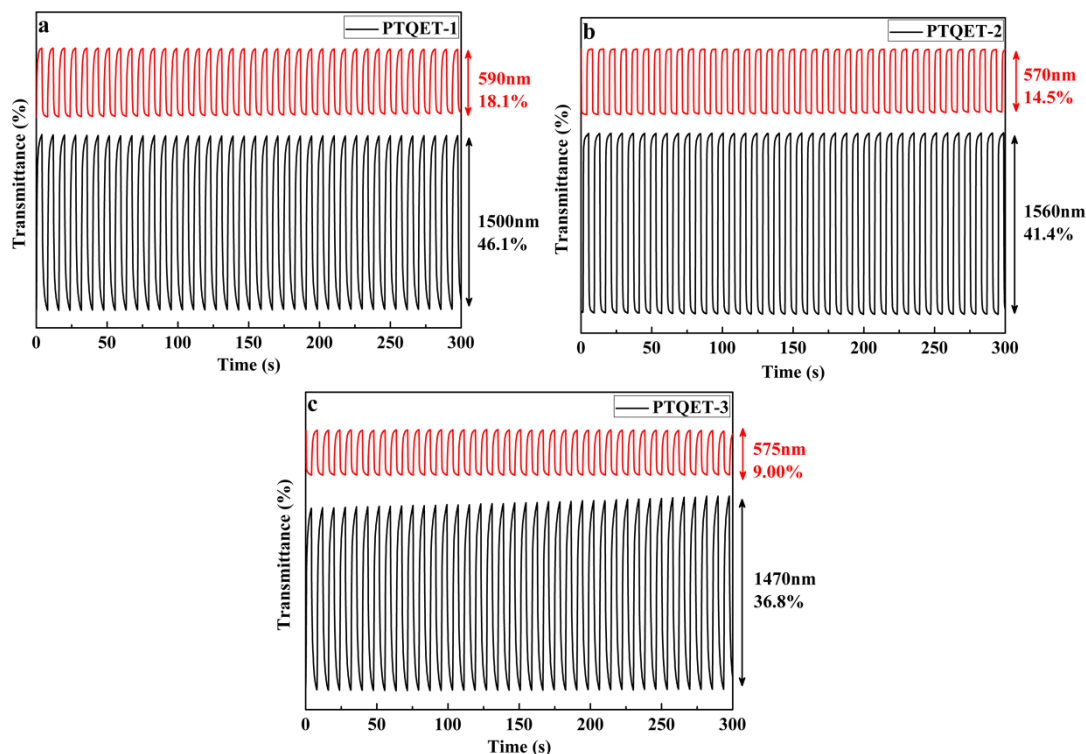 a
PTQET-1
590nm
18.1%
1500nm
46.1%
Transmittance (%)
0 50 100 150 200 250 300
Time (s)
b
PTQET-2
570nm
14.5%
1560nm
41.4%
Transmittance (%)
0 50 100 150 200 250 300
Time (s)
c
PTQET-3
575nm
9.00%
1470nm
36.8%
Transmittance (%)
0 50 100 150 200 250 300
Time (s)